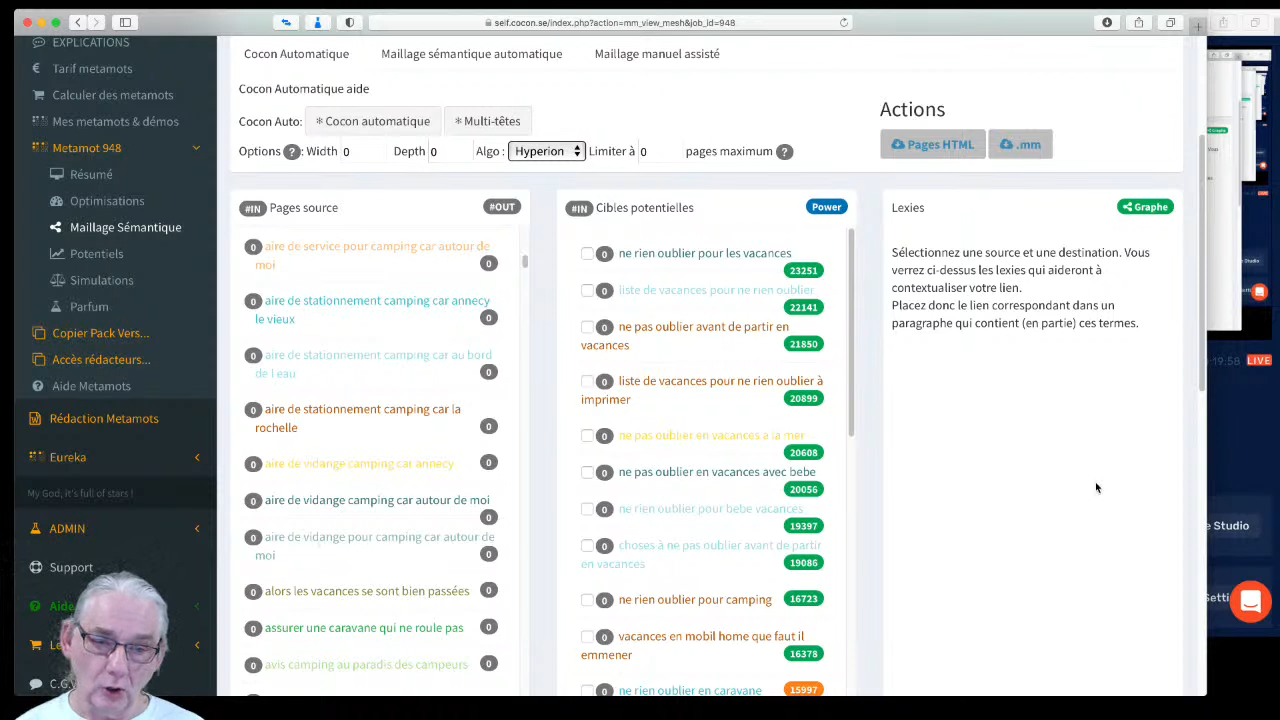 self.cocon.se/index.php?action=mm_view_mesh&job_id=948
EXPLICATIONS
Tarif metamots
Calculer des metamots
Mes metamots & démos
Metamot 948
Résumé
Optimisations
Maillage Sémantique
Potentiels
Simulations
Parfum
Copier Pack Vers...
Accès rédacteurs...
Aide Metamots
Rédaction Metamots
Eureka
My God, it's full of stars !
ADMIN
Support
Aide
C.G.V
Cocon Automatique
Maillage sémantique automatique
Maillage manuel assisté
Cocon Automatique aide
Cocon Auto:
* Cocon automatique
* Multi-têtes
Options ? : Width 0
Depth 0
Algo : Hyperion
Limiter à 0
pages maximum ?
Actions
Pages HTML
.mm
#IN Pages source #OUT
0 aire de service pour camping car autour de
moi 0
0 aire de stationnement camping car annecy
le vieux 0
0 aire de stationnement camping car au bord
de l eau 0
0 aire de stationnement camping car la
rochelle 0
0 aire de vidange camping car annecy 0
0 aire de vidange camping car autour de moi
0
0 aire de vidange pour camping car autour de
moi 0
0 alors les vacances se sont bien passées 0
0 assurer une caravane qui ne roule pas 0
0 avis camping au paradis des campeurs 0
#IN Cibles potentielles Power
0 ne rien oublier pour les vacances
23251
0 liste de vacances pour ne rien oublier
22141
0 ne pas oublier avant de partir en
vacances 21850
0 liste de vacances pour ne rien oublier à
imprimer 20899
0 ne pas oublier en vacances a la mer
20608
0 ne pas oublier en vacances avec bebe
20056
0 ne rien oublier pour bebe vacances
19397
0 choses à ne pas oublier avant de partir
en vacances 19086
0 ne rien oublier pour camping 16723
0 vacances en mobil home que faut il
emmener 16378
0 ne rien oublier en caravane 15997
Lexies Graphe
Sélectionnez une source et une destination. Vous
verrez ci-dessus les lexies qui aideront à
contextualiser votre lien.
Placez donc le lien correspondant dans un
paragraphe qui contient (en partie) ces termes.
19:58 LIVE
Studio